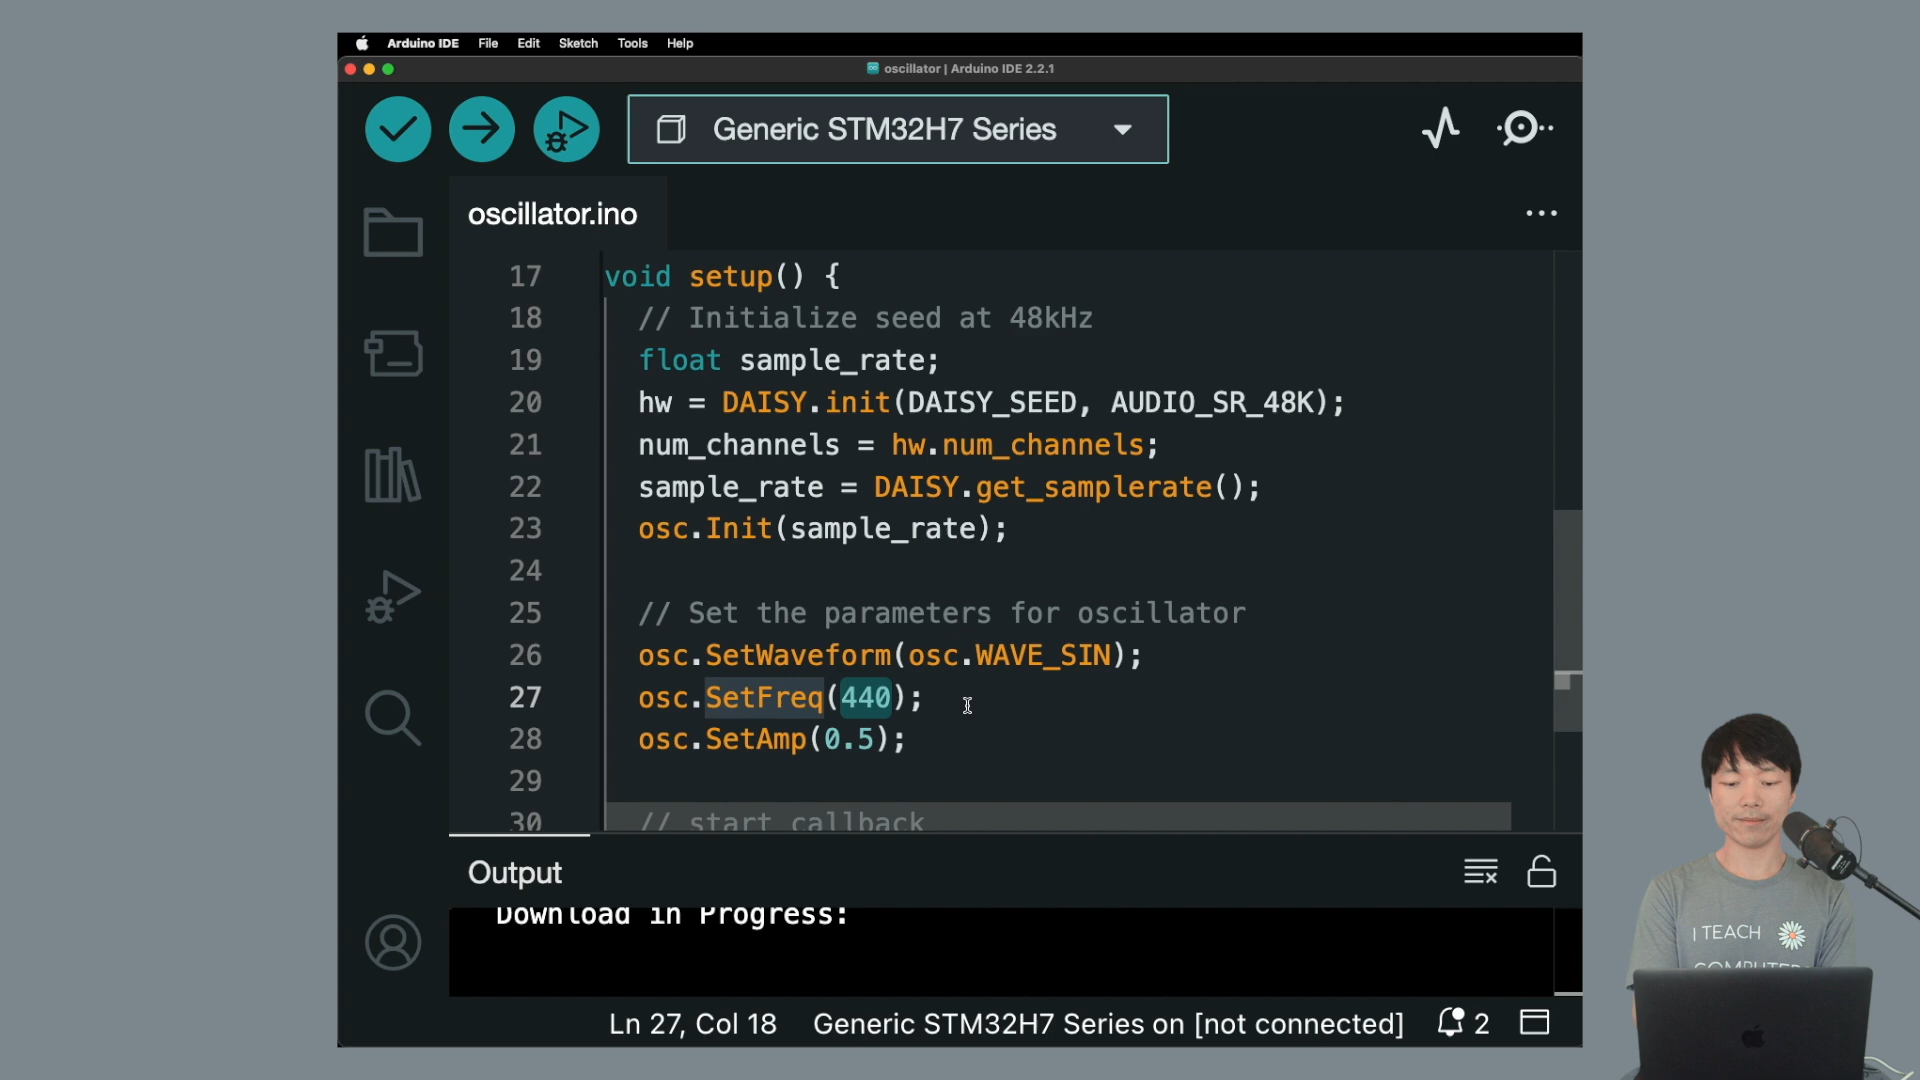 Arduino IDE File Edit Sketch Tools Help
oscillator | Arduino IDE 2.2.1
Generic STM32H7 Series
oscillator.ino
17 void setup() {
18 // Initialize seed at 48kHz
19 float sample_rate;
20 hw = DAISY.init(DAISY_SEED, AUDIO_SR_48K);
21 num_channels = hw.num_channels;
22 sample_rate = DAISY.get_samplerate();
23 osc.Init(sample_rate);
24
25 // Set the parameters for oscillator
26 osc.SetWaveform(osc.WAVE_SIN);
27 osc.SetFreq(440);
28 osc.SetAmp(0.5);
29
30 // start callback
Output
Download in Progress:
Ln 27, Col 18 Generic STM32H7 Series on [not connected] 2
I TEACH